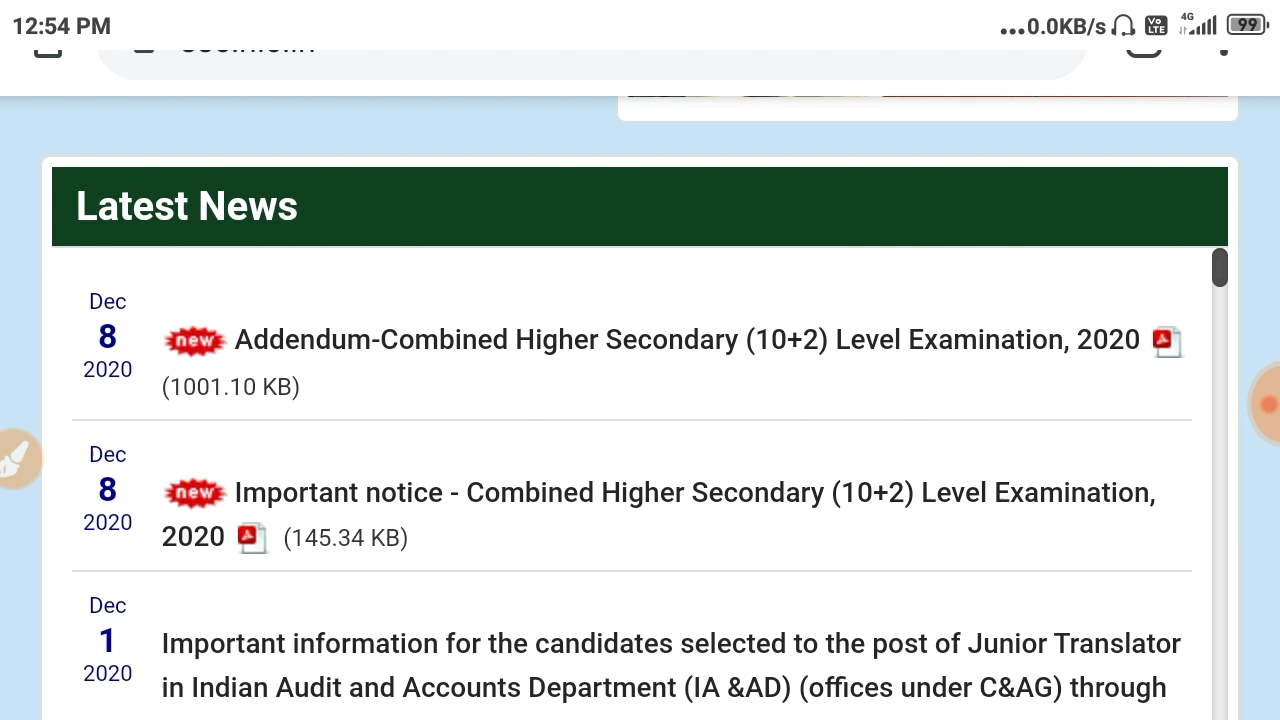 12:54 PM
...0.0KB/s Vo LTE 4G 99
Latest News
Dec
8
2020
new Addendum-Combined Higher Secondary (10+2) Level Examination, 2020
(1001.10 KB)
Dec
8
2020
new Important notice - Combined Higher Secondary (10+2) Level Examination,
2020 (145.34 KB)
Dec
1
2020
Important information for the candidates selected to the post of Junior Translator
in Indian Audit and Accounts Department (IA &AD) (offices under C&AG) through